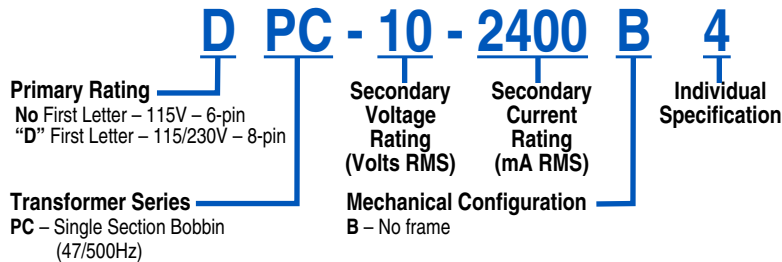 D PC - 10 - 2400 B 4
Primary Rating
No First Letter – 115V – 6-pin
“D” First Letter – 115/230V – 8-pin
Secondary
Voltage
Rating
(Volts RMS)
Secondary
Current
Rating
(mA RMS)
Individual
Specification
Transformer Series
PC – Single Section Bobbin
(47/500Hz)
Mechanical Configuration
B – No frame